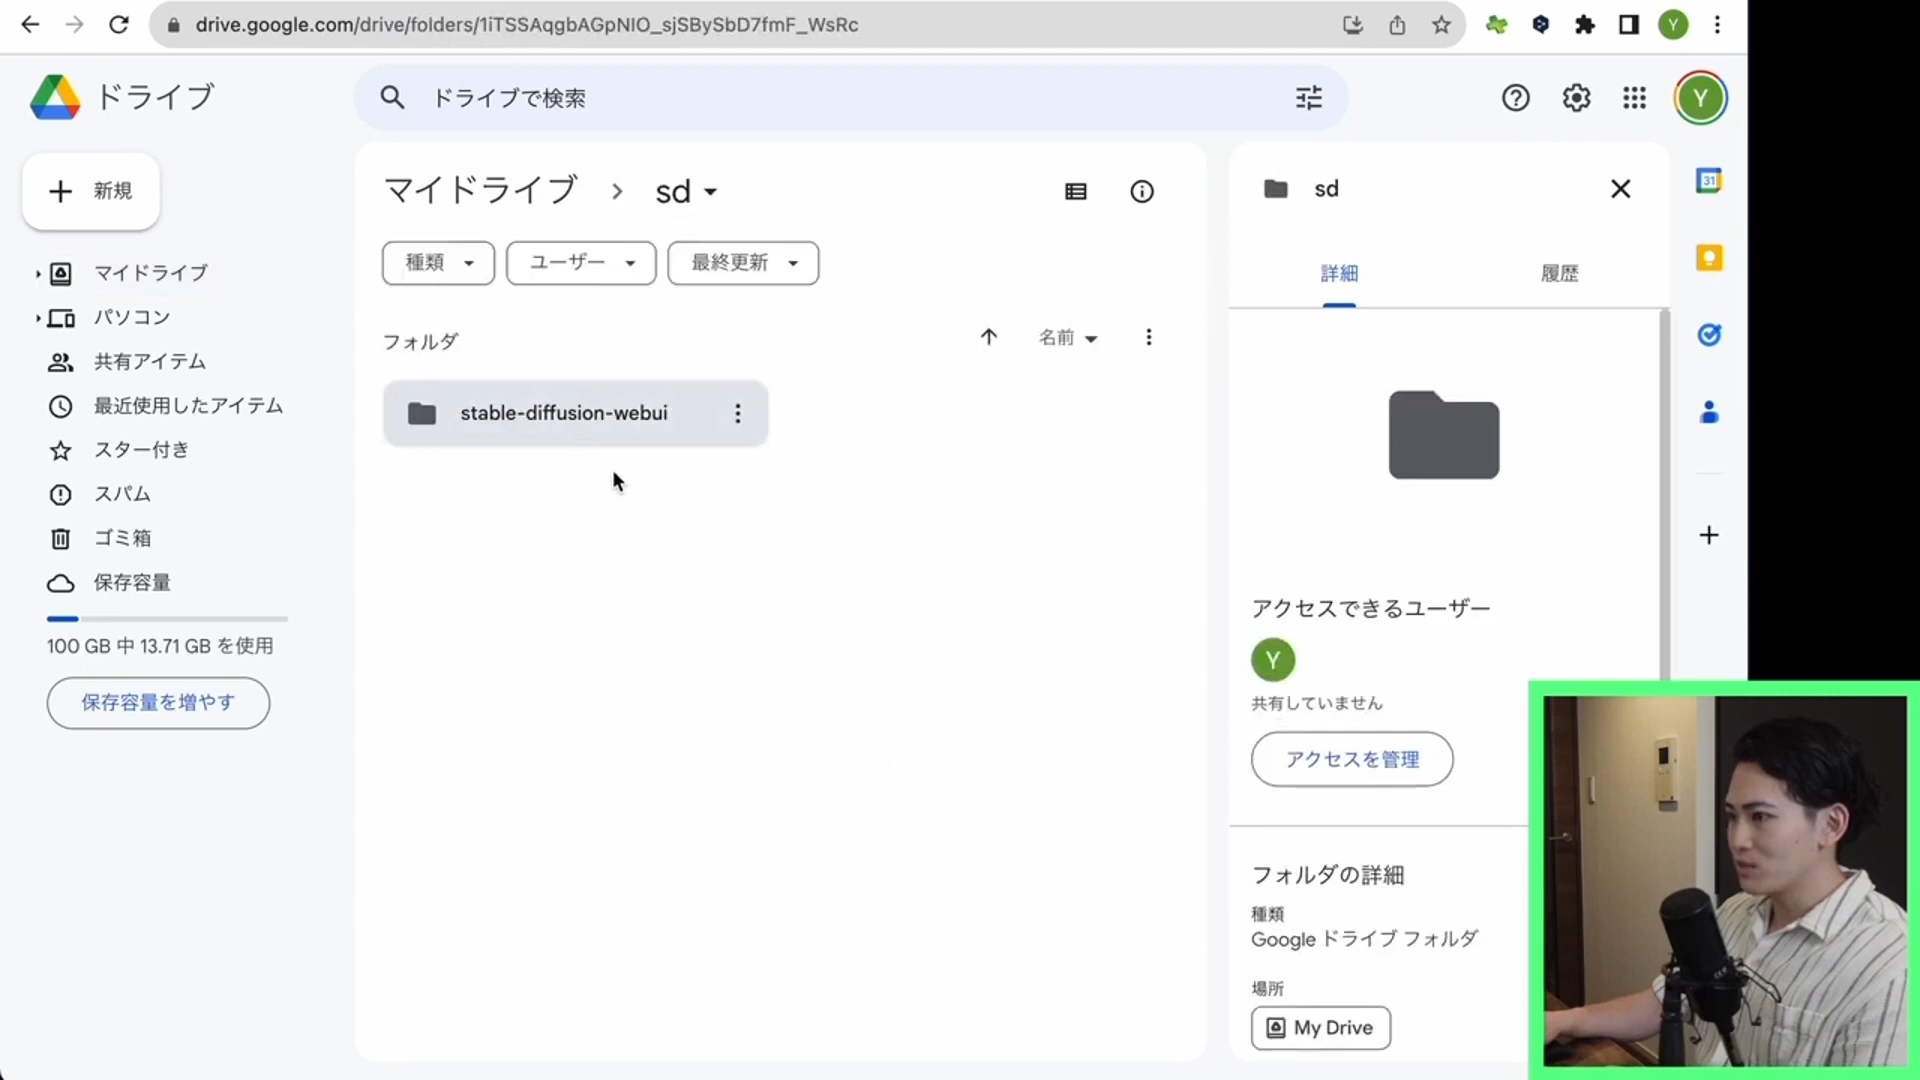 drive.google.com/drive/folders/1iTSSAqgbAGpNIO_sjSBySbD7fmF_WsRc
Y
ドライブ
ドライブで検索
Y
新規
マイドライブ
パソコン
共有アイテム
最近使用したアイテム
スター付き
スパム
ゴミ箱
保存容量
100 GB 中 13.71 GB を使用
保存容量を増やす
マイドライブ
sd
種類
ユーザー
最終更新
フォルダ
名前
stable-diffusion-webui
sd
詳細
履歴
アクセスできるユーザー
Y
共有していません
アクセスを管理
フォルダの詳細
種類
Google ドライブ フォルダ
場所
My Drive
31